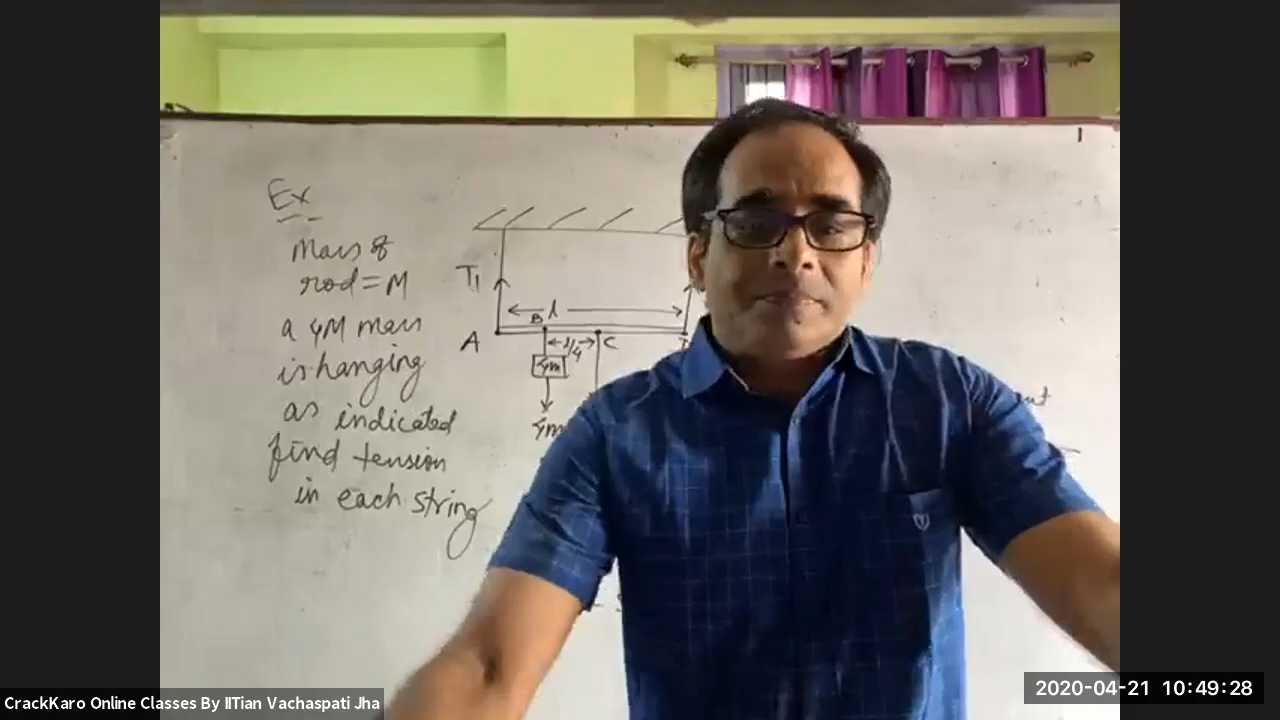 Ex
Mass of
rod = M
a 4M mass
is hanging
as indicated
find tension
in each string
T1
B l
A
l/4
C
4m
4m
CrackKaro Online Classes By IITian Vachaspati Jha
2020-04-21 10:49:28